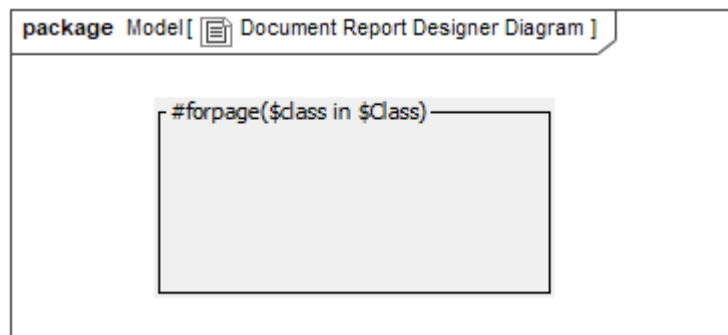 package Model[ Document Report Designer Diagram ]
#forpage($class in $Class)